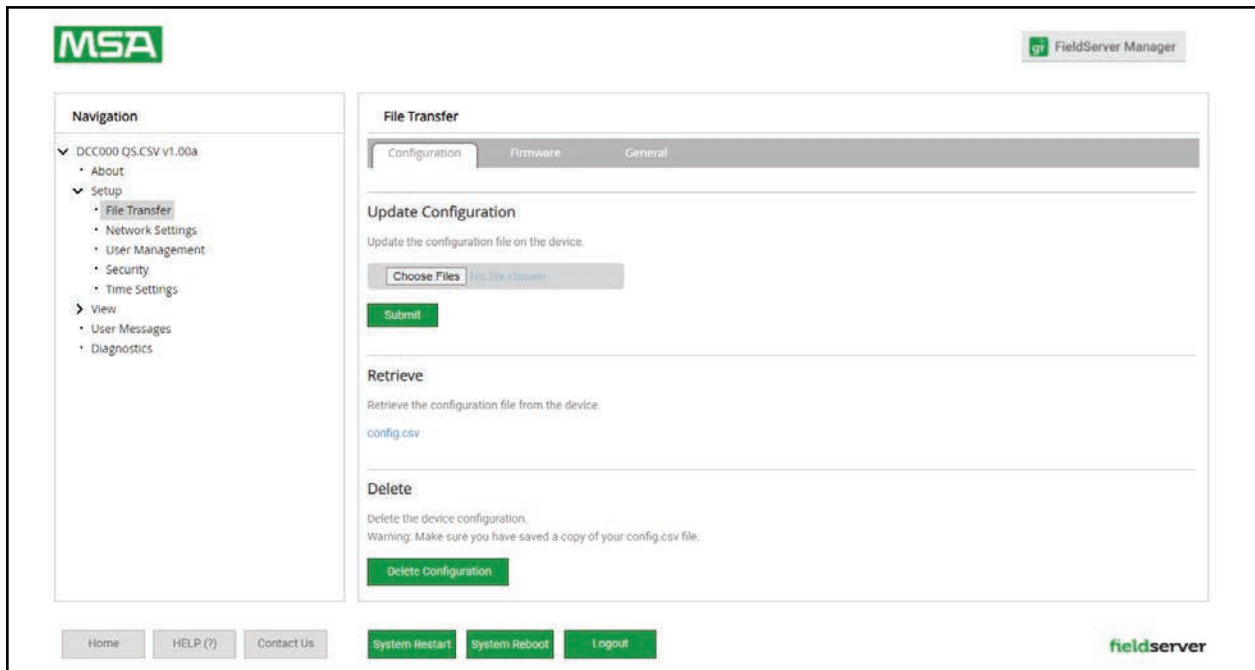 MSA
FieldServer Manager
Navigation
DCC000 QS.CSV v1.00a
About
Setup
File Transfer
Network Settings
User Management
Security
Time Settings
View
User Messages
Diagnostics
File Transfer
Configuration Firmware General
Update Configuration
Update the configuration file on the device.
Choose Files No file chosen
Submit
Retrieve
Retrieve the configuration file from the device.
config.csv
Delete
Delete the device configuration.
Warning: Make sure you have saved a copy of your config.csv file.
Delete Configuration
Home HELP (?) Contact Us System Restart System Reboot Logout
fieldserver